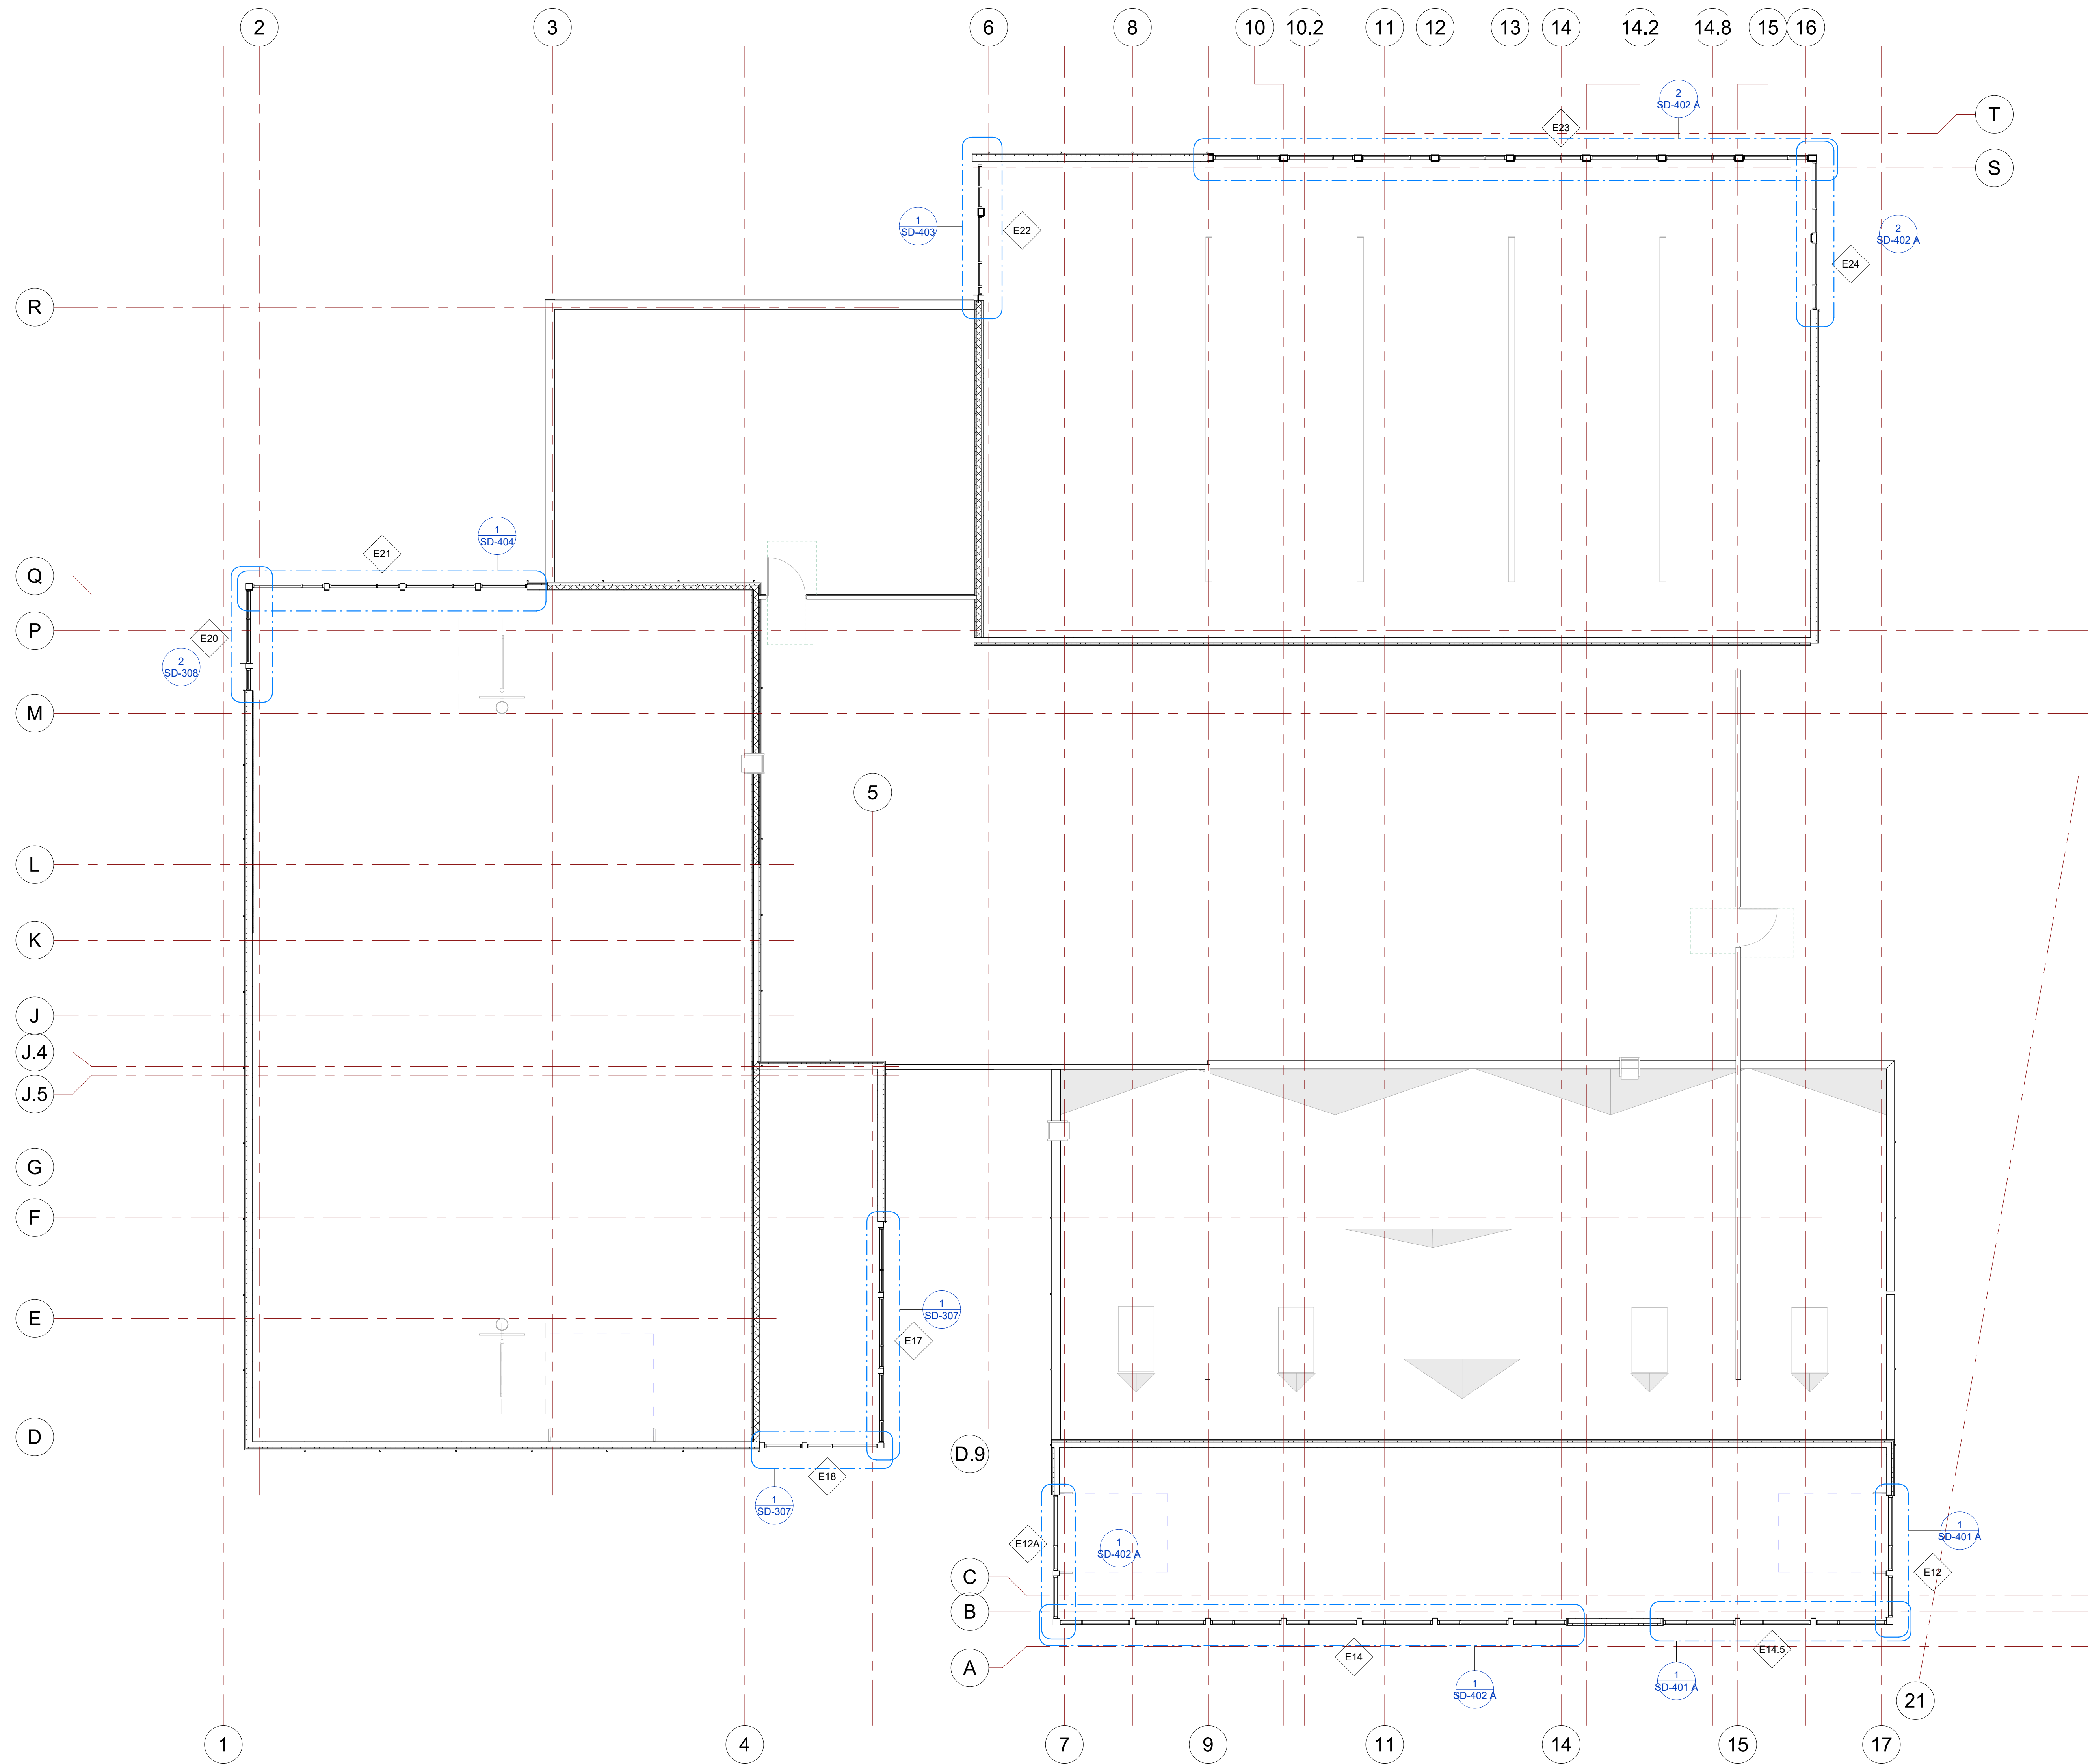 2
3
6
8
10
10.2
11
12
13
14
14.2
14.8
15
16
2
SD-402 A
T
E23
S
1
SD-403
E22
2
SD-402 A
E24
R
1
SD-404
E21
Q
P
E20
2
SD-308
M
5
L
K
J
J.4
J.5
G
F
1
SD-307
E
E17
D
D.9
E18
1
SD-307
1
SD-401 A
E12A
1
SD-402 A
C
E12
B
E14
E14.5
A
1
SD-402 A
1
SD-401 A
21
1
4
7
9
11
14
15
17